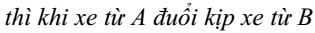 thì khi xe từ A đuổi kịp xe từ B